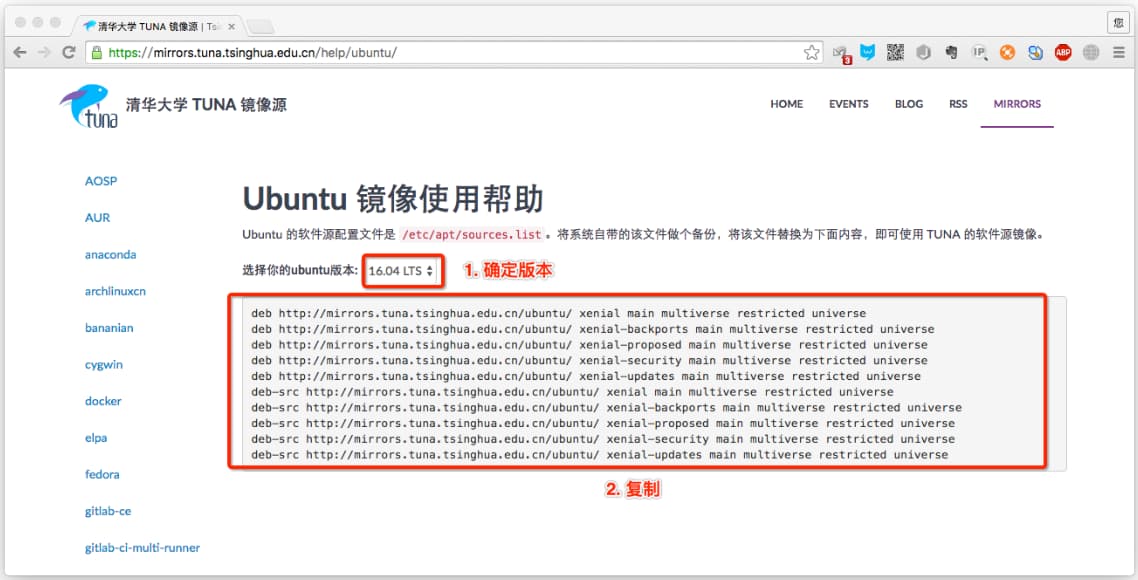 清华大学 TUNA 镜像源 | Tsi
您
https://mirrors.tuna.tsinghua.edu.cn/help/ubuntu/
3
IP
ABP
tuna
清华大学 TUNA 镜像源
HOME EVENTS BLOG RSS MIRRORS
AOSP
AUR
anaconda
archlinuxcn
bananian
cygwin
docker
elpa
fedora
gitlab-ce
gitlab-ci-multi-runner
Ubuntu 镜像使用帮助
Ubuntu 的软件源配置文件是 /etc/apt/sources.list 。将系统自带的该文件做个备份，将该文件替换为下面内容，即可使用 TUNA 的软件源镜像。
选择你的ubuntu版本: 16.04 LTS
1. 确定版本
deb http://mirrors.tuna.tsinghua.edu.cn/ubuntu/ xenial main multiverse restricted universe
deb http://mirrors.tuna.tsinghua.edu.cn/ubuntu/ xenial-backports main multiverse restricted universe
deb http://mirrors.tuna.tsinghua.edu.cn/ubuntu/ xenial-proposed main multiverse restricted universe
deb http://mirrors.tuna.tsinghua.edu.cn/ubuntu/ xenial-security main multiverse restricted universe
deb http://mirrors.tuna.tsinghua.edu.cn/ubuntu/ xenial-updates main multiverse restricted universe
deb-src http://mirrors.tuna.tsinghua.edu.cn/ubuntu/ xenial main multiverse restricted universe
deb-src http://mirrors.tuna.tsinghua.edu.cn/ubuntu/ xenial-backports main multiverse restricted universe
deb-src http://mirrors.tuna.tsinghua.edu.cn/ubuntu/ xenial-proposed main multiverse restricted universe
deb-src http://mirrors.tuna.tsinghua.edu.cn/ubuntu/ xenial-security main multiverse restricted universe
deb-src http://mirrors.tuna.tsinghua.edu.cn/ubuntu/ xenial-updates main multiverse restricted universe
2. 复制